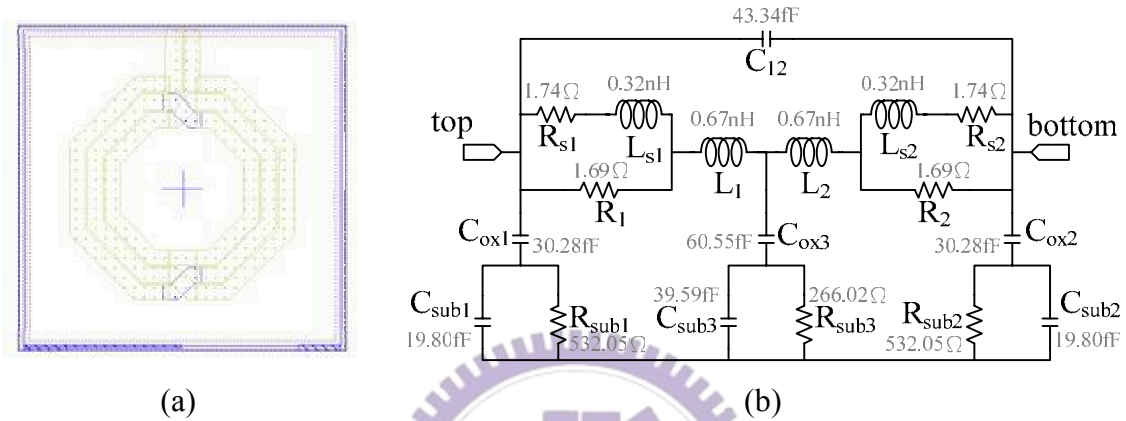 43.34fF
C12
1.74Ω
0.32nH
0.32nH
1.74Ω
0.67nH
0.67nH
top
Rs1
Ls1
Ls2
Rs2
bottom
1.69Ω
L1
L2
1.69Ω
R1
R2
Cox1
30.28fF
60.55fF
Cox3
30.28fF
Cox2
Csub1
19.80fF
Rsub1
532.05Ω
39.59fF
Csub3
266.02Ω
Rsub3
Rsub2
532.05Ω
Csub2
19.80fF
(a)
(b)